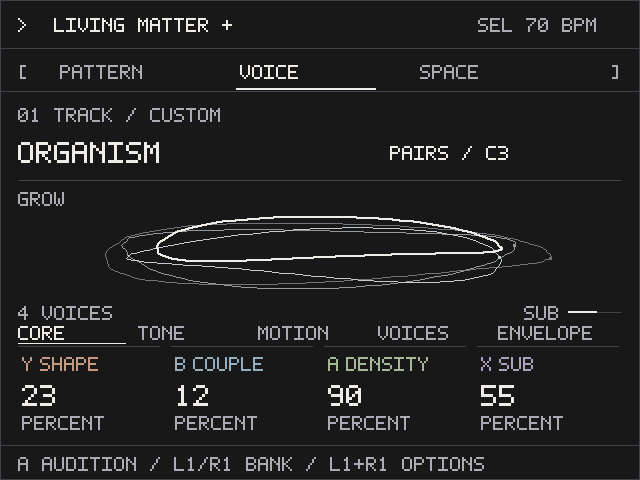 > LIVING MATTER + SEL 70 BPM
[ PATTERN VOICE SPACE ]
01 TRACK / CUSTOM
ORGANISM PAIRS / C3
GROW
4 VOICES SUB
CORE TONE MOTION VOICES ENVELOPE
Y SHAPE B COUPLE A DENSITY X SUB
23 12 90 55
PERCENT PERCENT PERCENT PERCENT
A AUDITION / L1/R1 BANK / L1+R1 OPTIONS